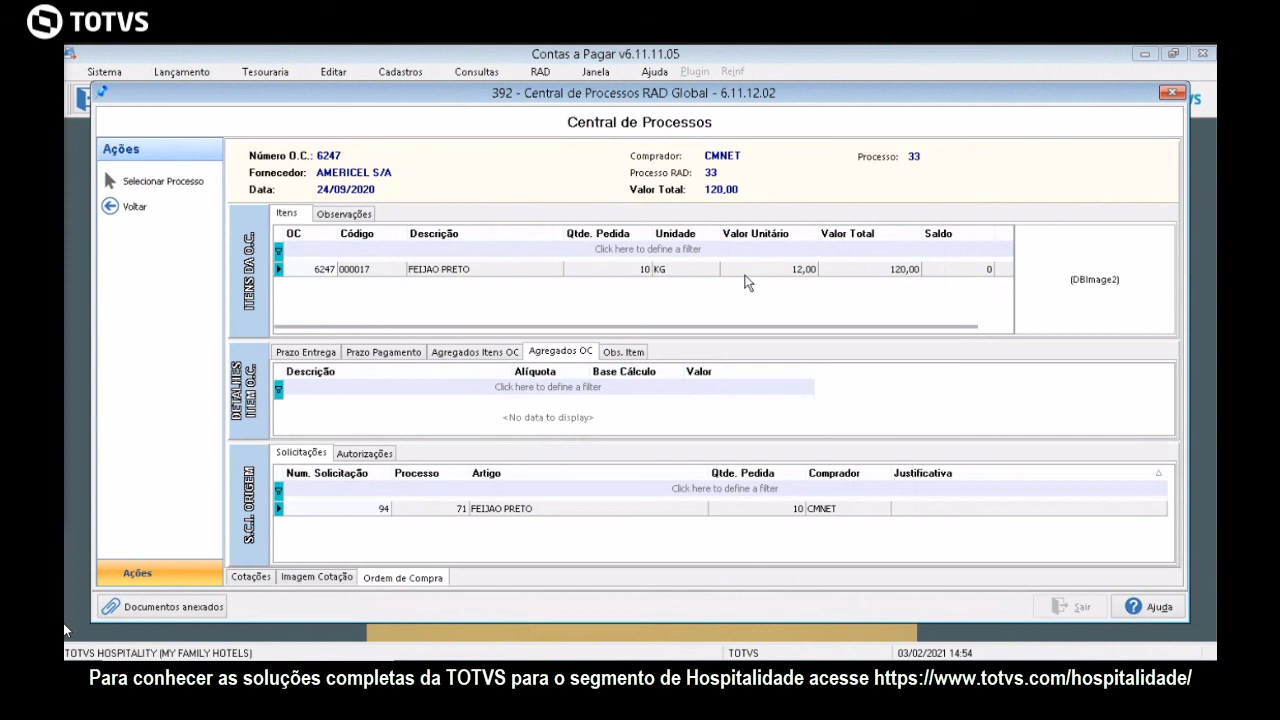 TOTVS
Contas a Pagar v6.11.11.05
Sistema Lançamento Tesouraria Editar Cadastros Consultas RAD Janela Ajuda Plugin Reinf
392 - Central de Processos RAD Global - 6.11.12.02
Central de Processos
Ações
Selecionar Processo
Voltar
Número O.C.: 6247 Comprador: CMNET Processo: 33
Fornecedor: AMERICEL S/A Processo RAD: 33
Data: 24/09/2020 Valor Total: 120,00
ITENS DA O.C.
Itens Observações
OC Código Descrição Qtde. Pedida Unidade Valor Unitário Valor Total Saldo
Click here to define a filter
6247 000017 FEIJAO PRETO 10 KG 12,00 120,00 0
(DBImage2)
DETALHES ITEM O.C.
Prazo Entrega Prazo Pagamento Agregados Itens OC Agregados OC Obs. Item
Descrição Alíquota Base Cálculo Valor
Click here to define a filter
<No data to display>
S.C.I. ORIGEM
Solicitações Autorizações
Num. Solicitação Processo Artigo Qtde. Pedida Comprador Justificativa
Click here to define a filter
94 71 FEIJAO PRETO 10 CMNET
Ações
Cotações Imagem Cotação Ordem de Compra
Documentos anexados Sair Ajuda
TOTVS HOSPITALITY (MY FAMILY HOTELS) TOTVS 03/02/2021 14:54
Para conhecer as soluções completas da TOTVS para o segmento de Hospitalidade acesse https://www.totvs.com/hospitalidade/